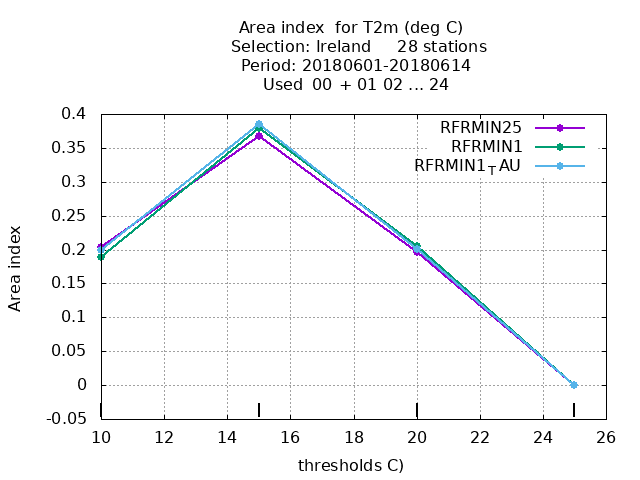 Area index for T2m (deg C)
Selection: Ireland 28 stations
Period: 20180601-20180614
Used 00 + 01 02 ... 24
RFRMIN25
RFRMIN1
RFRMIN1TAU
0.4
0.35
0.3
0.25
0.2
0.15
0.1
0.05
0
-0.05
Area index
10 12 14 16 18 20 22 24 26
thresholds C)